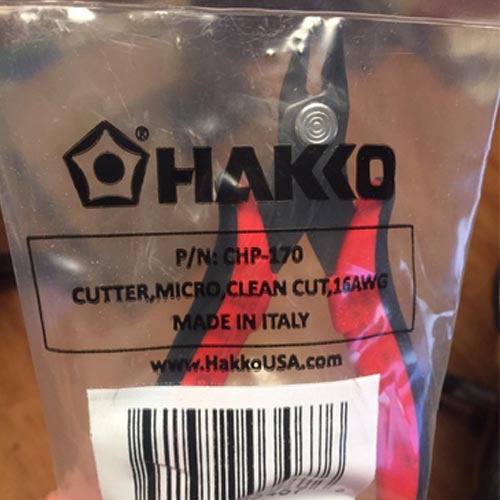 ® HAKKO
P/N: CHP-170
CUTTER,MICRO,CLEAN CUT,16AWG
MADE IN ITALY
www.HakkoUSA.com